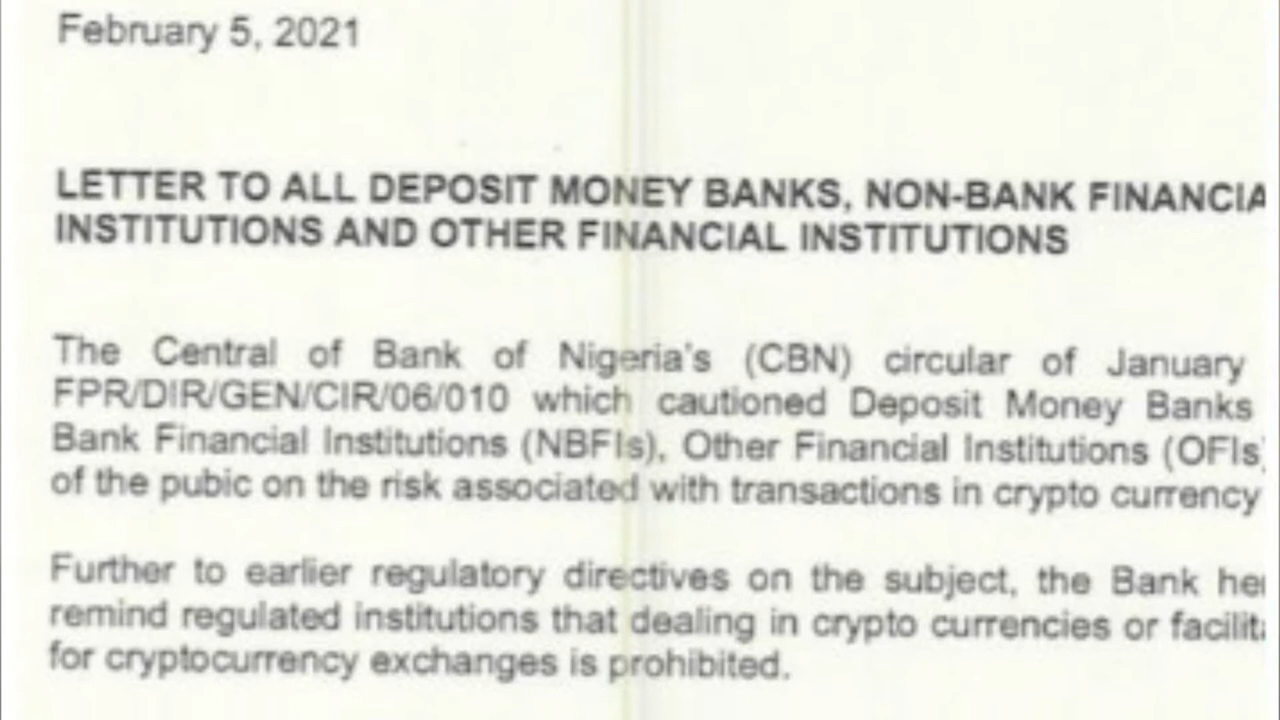 February 5, 2021
LETTER TO ALL DEPOSIT MONEY BANKS, NON-BANK FINANCIA
INSTITUTIONS AND OTHER FINANCIAL INSTITUTIONS
The Central of Bank of Nigeria's (CBN) circular of January
FPR/DIR/GEN/CIR/06/010 which cautioned Deposit Money Banks
Bank Financial Institutions (NBFIs), Other Financial Institutions (OFIs)
of the pubic on the risk associated with transactions in crypto currency
Further to earlier regulatory directives on the subject, the Bank her
remind regulated institutions that dealing in crypto currencies or facilita
for cryptocurrency exchanges is prohibited.